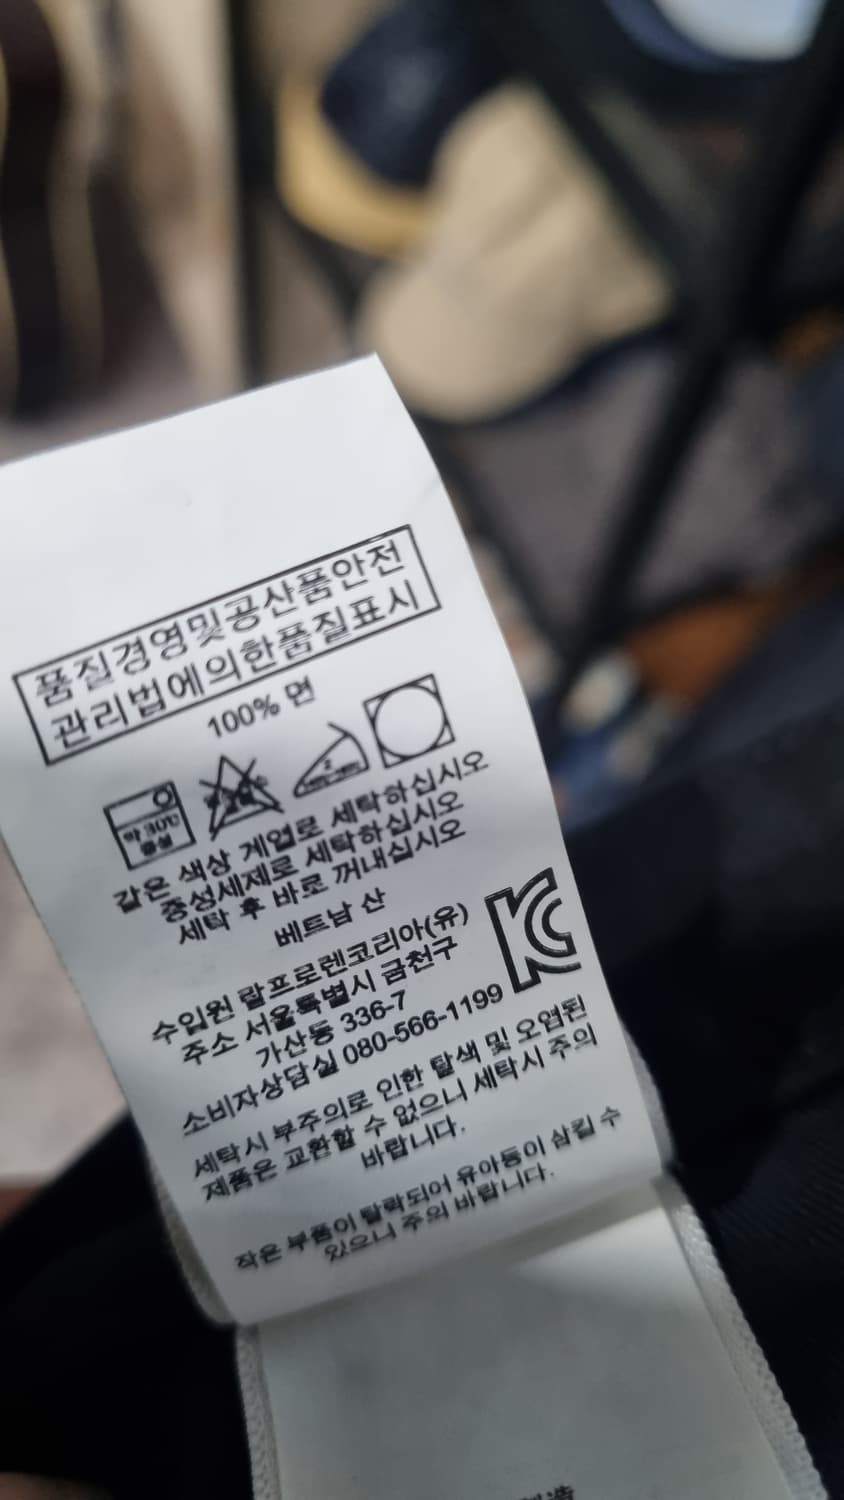 품질경영및공산품안전
관리법에의한품질표시
100% 면
약 30℃
중성
2
같은 색상 계열로 세탁하십시오
중성세제로 세탁하십시오
세탁 후 바로 꺼내십시오
베트남 산
수입원 랄프로렌코리아(유)
주소 서울특별시 금천구
가산동 336-7
소비자상담실 080-566-1199
세탁시 부주의로 인한 탈색 및 오염된
제품은 교환할 수 없으니 세탁시 주의
바랍니다.
작은 부품이 탈락되어 유아등이 삼킬 수
있으니 주의 바랍니다.